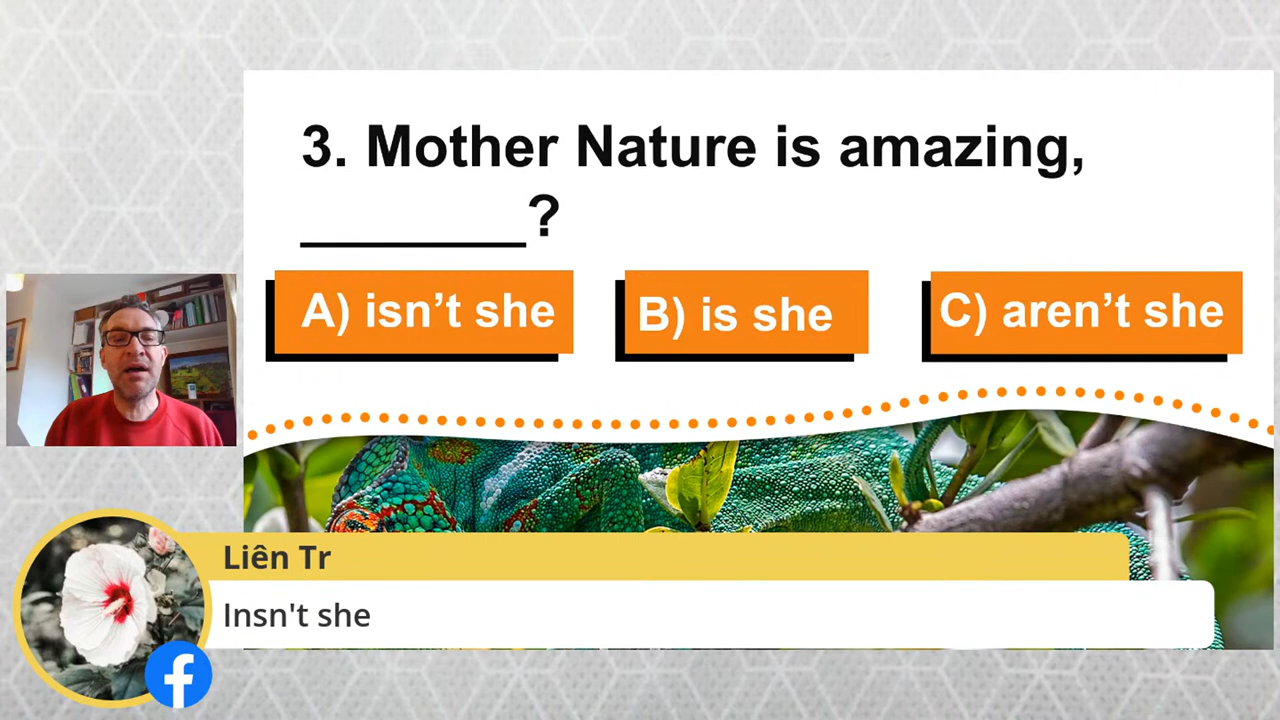 3. Mother Nature is amazing,
________?
A) isn’t she
B) is she
C) aren’t she
Liên Tr
Insn't she